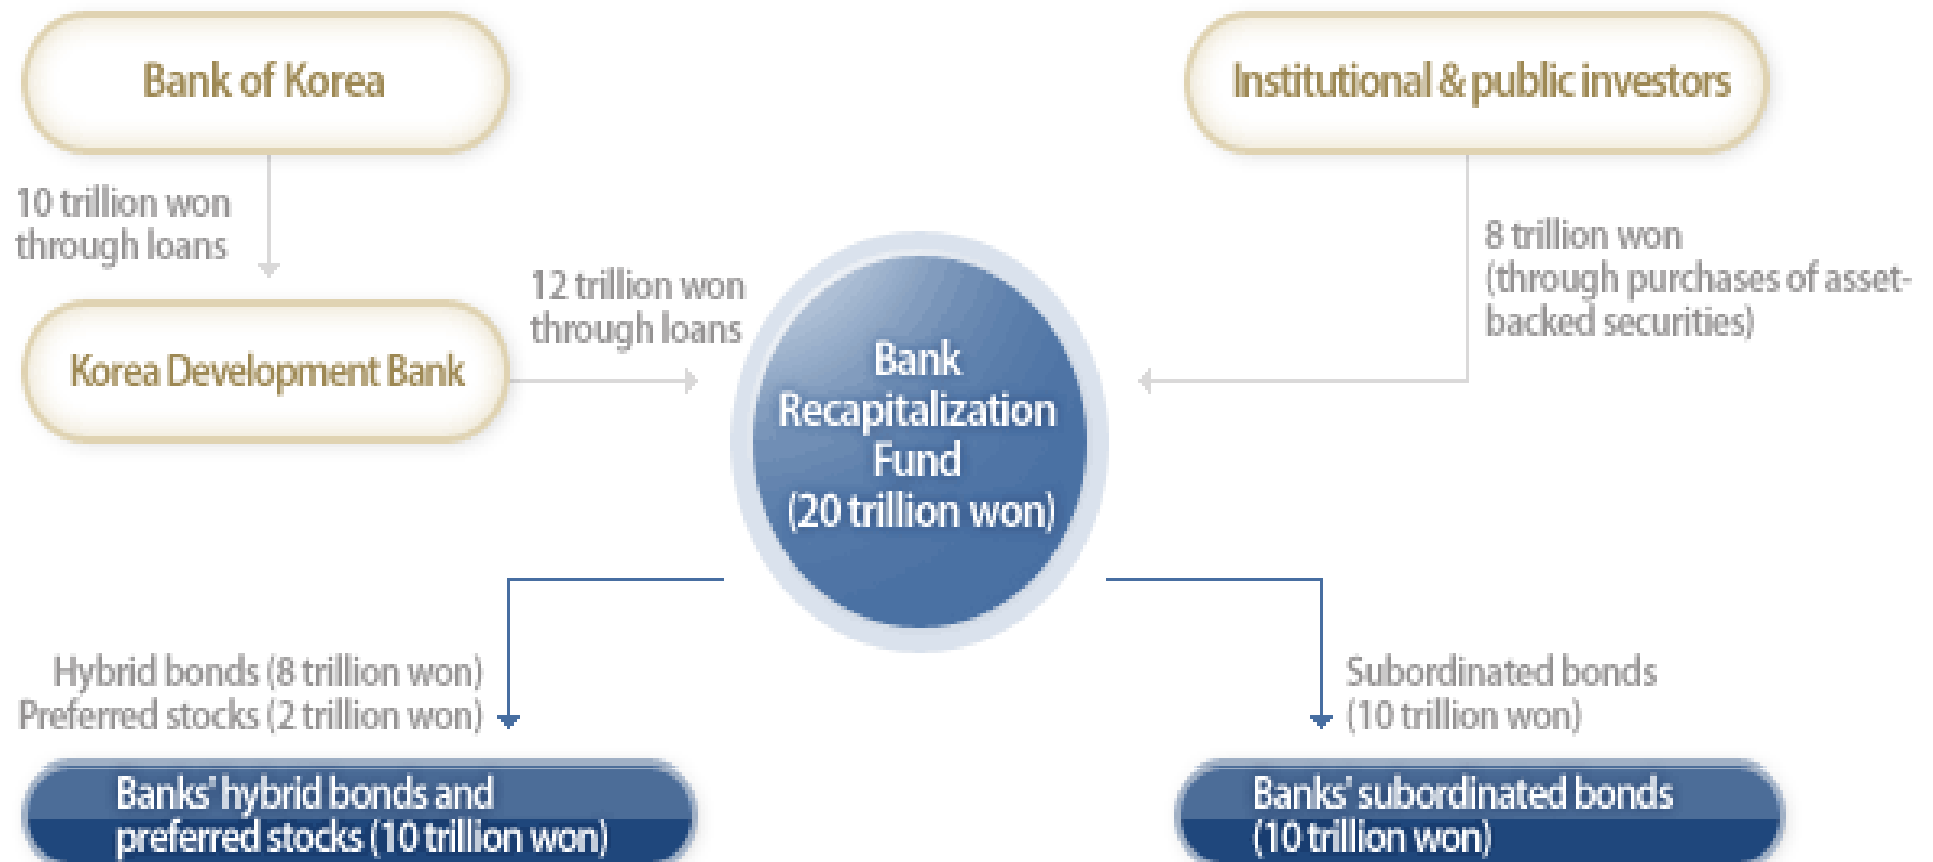 Bank of Korea
Institutional & public investors
10 trillion won
through loans
8 trillion won
(through purchases of asset-
backed securities)
12 trillion won
through loans
Korea Development Bank
Bank
Recapitalization
Fund
(20 trillion won)
Hybrid bonds (8 trillion won)
Preferred stocks (2 trillion won)
Subordinated bonds
(10 trillion won)
Banks' hybrid bonds and
preferred stocks (10 trillion won)
Banks' subordinated bonds
(10 trillion won)